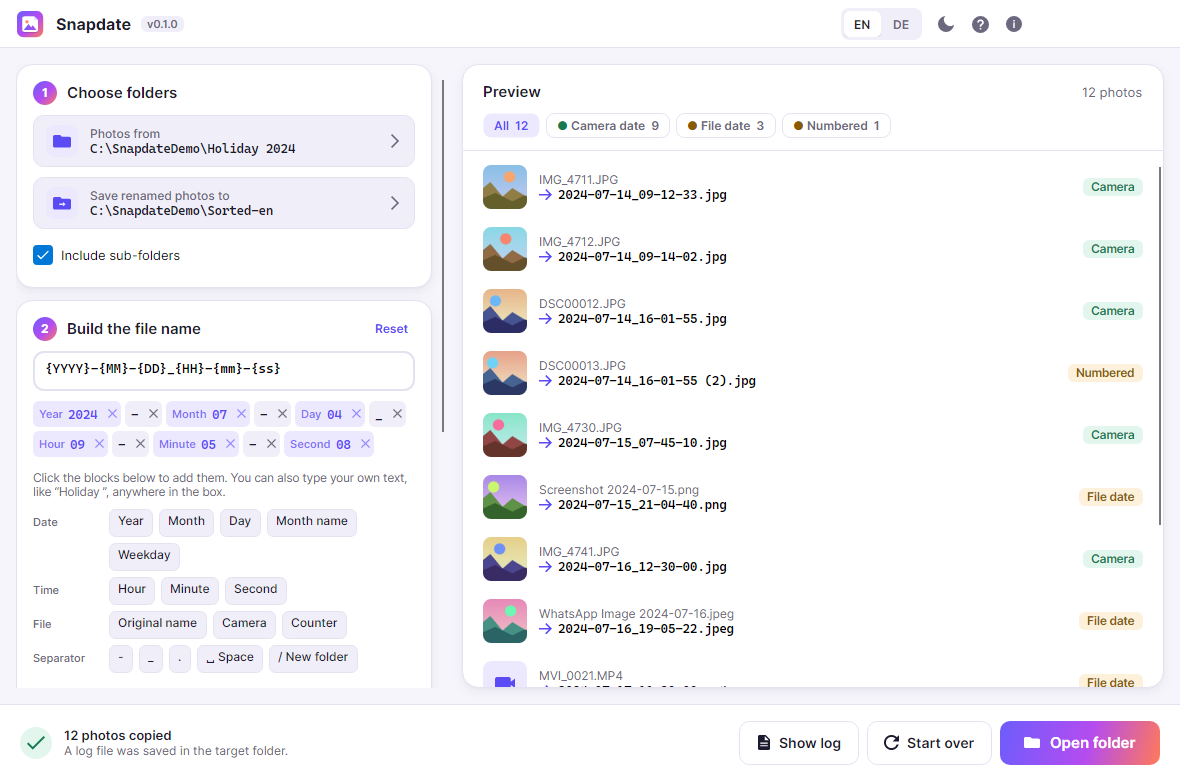 Snapdate v0.1.0
EN DE
1 Choose folders
Photos from
C:\SnapdateDemo\Holiday 2024
Save renamed photos to
C:\SnapdateDemo\Sorted-en
Include sub-folders
2 Build the file name
Reset
{YYYY}-{MM}-{DD}_{HH}-{mm}-{ss}
Year 2024 × - × Month 07 × - × Day 04 × _ ×
Hour 09 × - × Minute 05 × - × Second 08 ×
Click the blocks below to add them. You can also type your own text,
like “Holiday ”, anywhere in the box.
Date Year Month Day Month name
Weekday
Time Hour Minute Second
File Original name Camera Counter
Separator - _ . ␣ Space / New folder
Preview
12 photos
All 12 Camera date 9 File date 3 Numbered 1
IMG_4711.JPG
→ 2024-07-14_09-12-33.jpg
Camera
IMG_4712.JPG
→ 2024-07-14_09-14-02.jpg
Camera
DSC00012.JPG
→ 2024-07-14_16-01-55.jpg
Camera
DSC00013.JPG
→ 2024-07-14_16-01-55 (2).jpg
Numbered
IMG_4730.JPG
→ 2024-07-15_07-45-10.jpg
Camera
Screenshot 2024-07-15.png
→ 2024-07-15_21-04-40.png
File date
IMG_4741.JPG
→ 2024-07-16_12-30-00.jpg
Camera
WhatsApp Image 2024-07-16.jpeg
→ 2024-07-16_19-05-22.jpeg
File date
MVI_0021.MP4
File date
12 photos copied
A log file was saved in the target folder.
Show log
Start over
Open folder